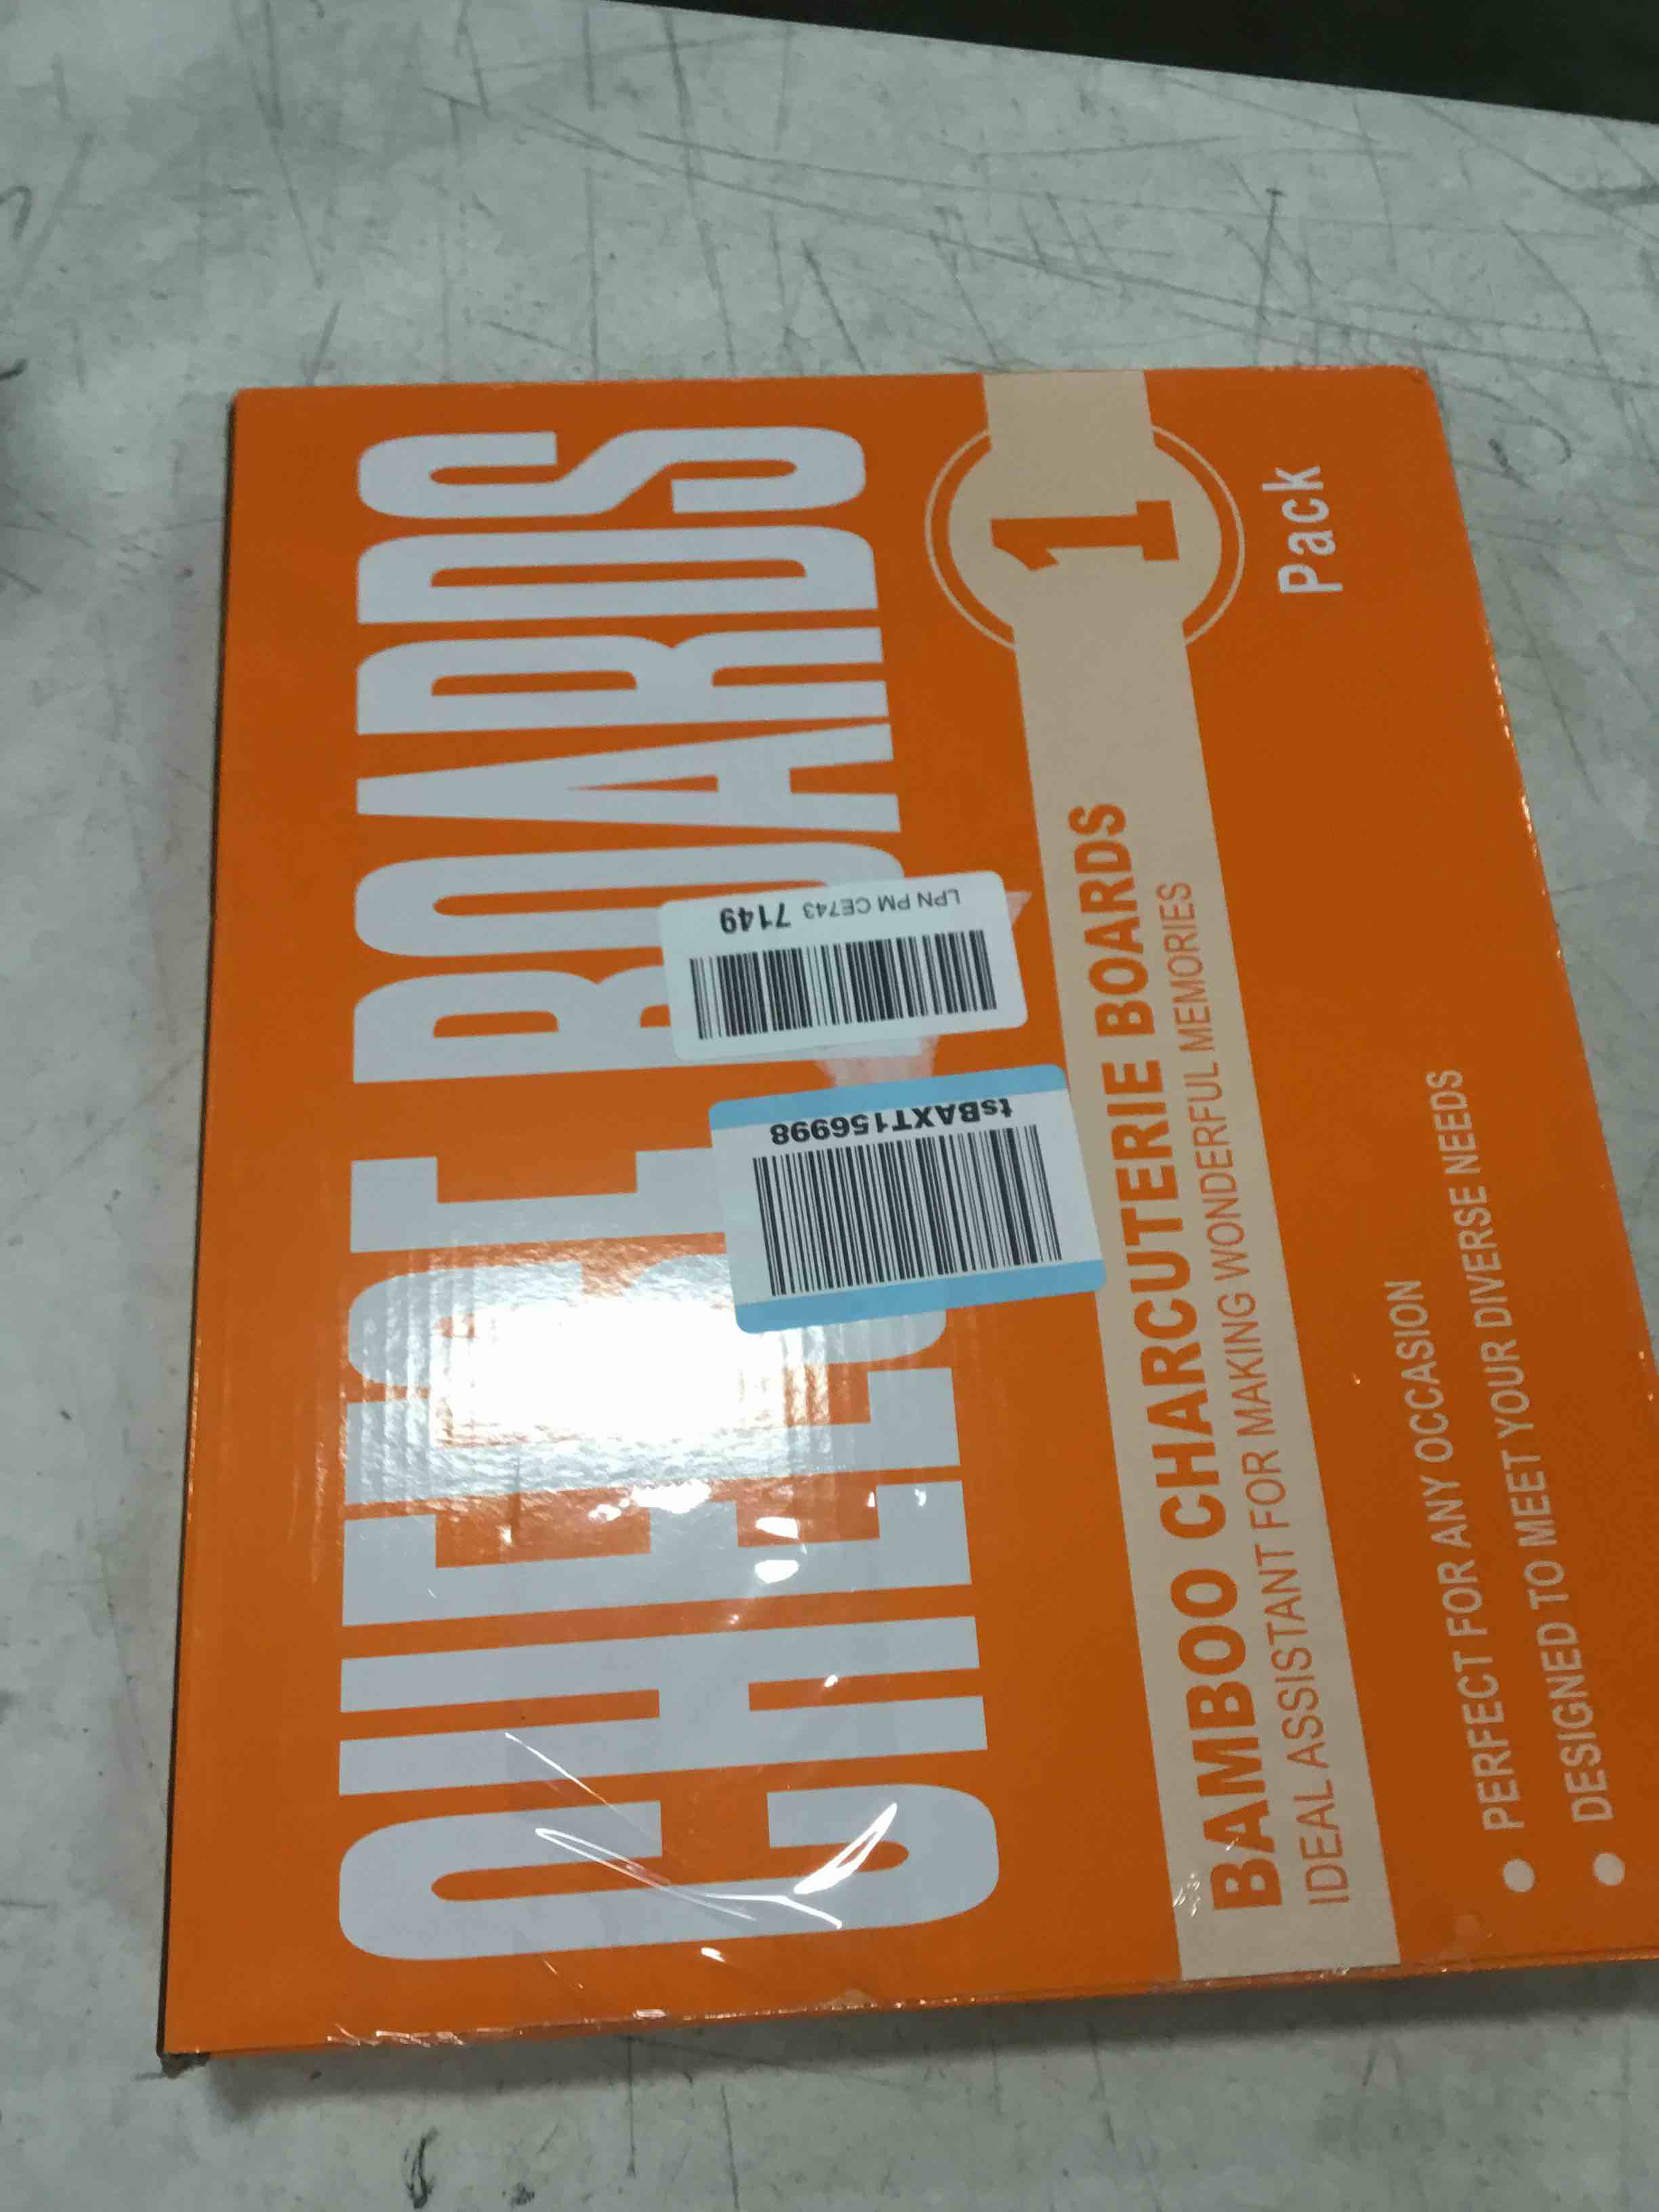 CHEESE BOARDS
BAMBOO CHARCUTERIE BOARDS
IDEAL ASSISTANT FOR MAKING WONDERFUL MEMORIES
1
Pack
PERFECT FOR ANY OCCASION
DESIGNED TO MEET YOUR DIVERSE NEEDS
LPN PM CE743 7149
tsBAXT156998